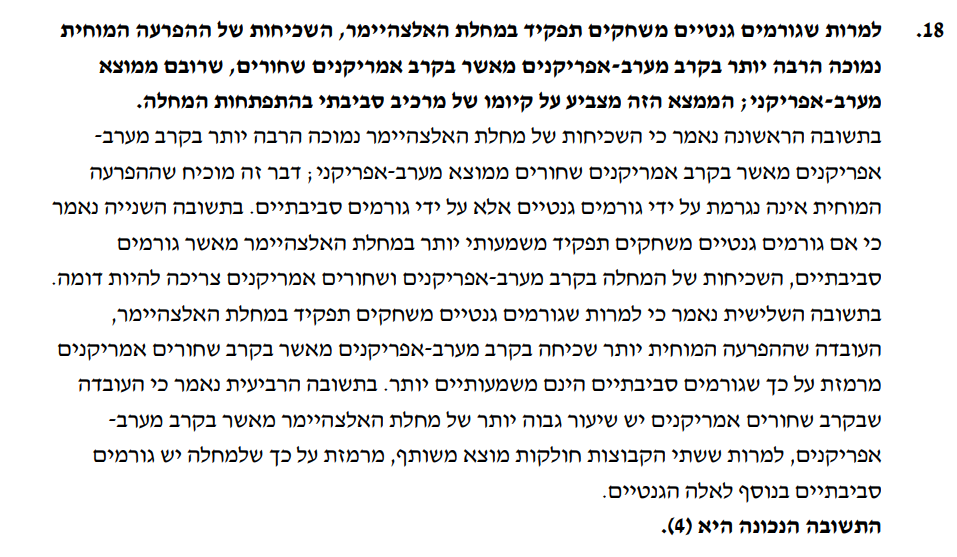 18. למרות שגורמים גנטיים משחקים תפקיד במחלת האלצהיימר, השכיחות של ההפרעה המוחית
נמוכה הרבה יותר בקרב מערב-אפריקנים מאשר בקרב אמריקנים שחורים, שרובם ממוצא
מערב-אפריקני; הממצא הזה מצביע על קיומו של מרכיב סביבתי בהתפתחות המחלה.
בתשובה הראשונה נאמר כי השכיחות של מחלת האלצהיימר נמוכה הרבה יותר בקרב מערב-
אפריקנים מאשר בקרב אמריקנים שחורים ממוצא מערב-אפריקני; דבר זה מוכיח שההפרעה
המוחית אינה נגרמת על ידי גורמים גנטיים אלא על ידי גורמים סביבתיים. בתשובה השנייה נאמר
כי אם גורמים גנטיים משחקים תפקיד משמעותי יותר במחלת האלצהיימר מאשר גורמים
סביבתיים, השכיחות של המחלה בקרב מערב-אפריקנים ושחורים אמריקנים צריכה להיות דומה.
בתשובה השלישית נאמר כי למרות שגורמים גנטיים משחקים תפקיד במחלת האלצהיימר,
העובדה שההפרעה המוחית יותר שכיחה בקרב מערב-אפריקנים מאשר בקרב שחורים אמריקנים
מרמזת על כך שגורמים סביבתיים הינם משמעותיים יותר. בתשובה הרביעית נאמר כי העובדה
שבקרב שחורים אמריקנים יש שיעור גבוה יותר של מחלת האלצהיימר מאשר בקרב מערב-
אפריקנים, למרות ששתי הקבוצות חולקות מוצא משותף, מרמזת על כך שלמחלה יש גורמים
סביבתיים בנוסף לאלה הגנטיים.
התשובה הנכונה היא (4).